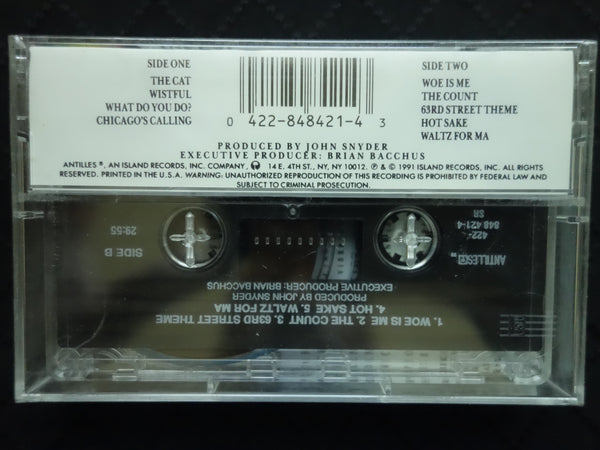 SIDE ONE
THE CAT
WISTFUL
WHAT DO YOU DO?
CHICAGO'S CALLING
SIDE TWO
WOE IS ME
THE COUNT
63RD STREET THEME
HOT SAKE
WALTZ FOR MA
0 422-848421-4 3
PRODUCED BY JOHN SNYDER
EXECUTIVE PRODUCER: BRIAN BACCHUS
ANTILLES ®, AN ISLAND RECORDS, INC. COMPANY, 14 E. 4TH ST., NY, NY 10012. ℗ & © 1991 ISLAND RECORDS, INC. ALL RIGHTS
RESERVED. PRINTED IN THE U.S.A. WARNING: UNAUTHORIZED REPRODUCTION OF THIS RECORDING IS PROHIBITED BY FEDERAL LAW AND
SUBJECT TO CRIMINAL PROSECUTION.
1. WOE IS ME 2. THE COUNT 3. 63RD STREET THEME
4. HOT SAKE 5. WALTZ FOR MA
PRODUCED BY JOHN SNYDER
EXECUTIVE PRODUCER: BRIAN BACCHUS
ANTILLES
SIDE B
422-
848 421-4
SR
29:55